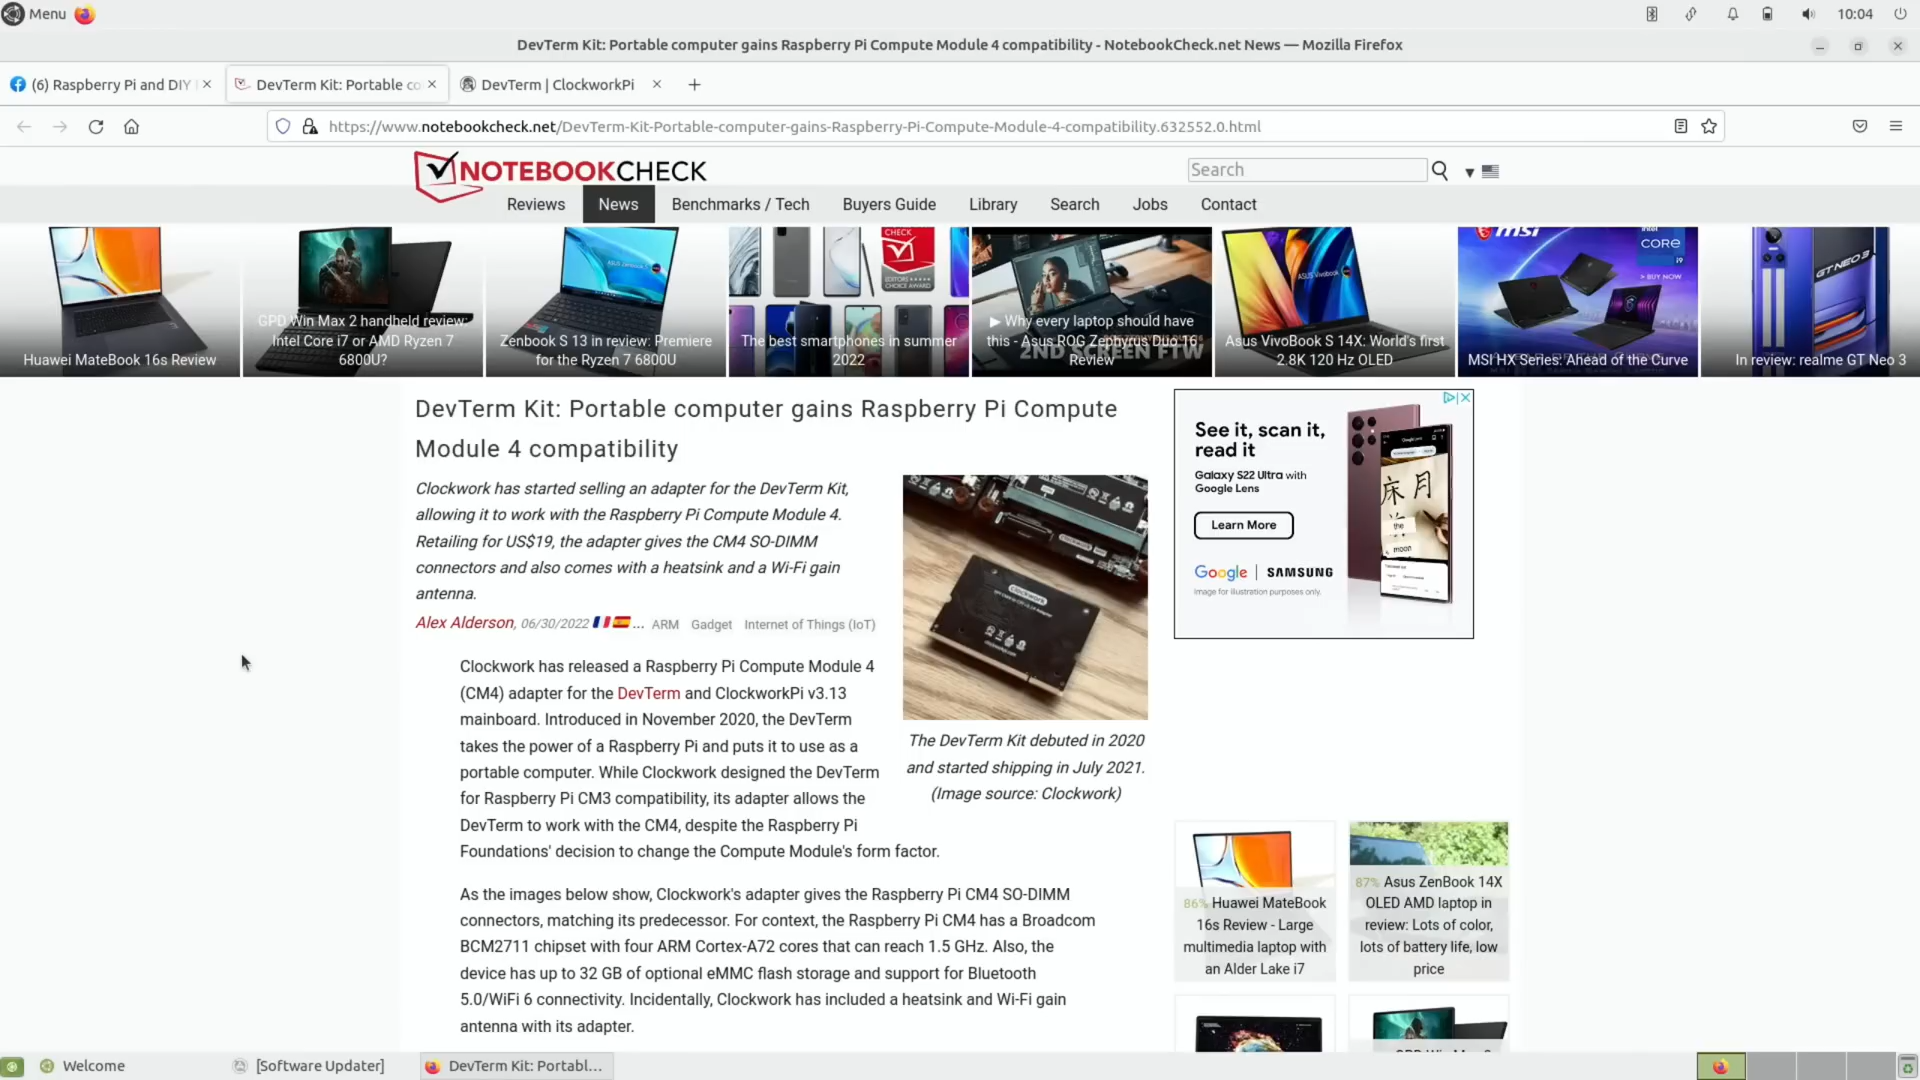 Menu
10:04
DevTerm Kit: Portable computer gains Raspberry Pi Compute Module 4 compatibility - NotebookCheck.net News — Mozilla Firefox
(6) Raspberry Pi and DIY
DevTerm Kit: Portable co
DevTerm | ClockworkPi
https://www.notebookcheck.net/DevTerm-Kit-Portable-computer-gains-Raspberry-Pi-Compute-Module-4-compatibility.632552.0.html
NOTEBOOKCHECK
Search
Reviews News Benchmarks / Tech Buyers Guide Library Search Jobs Contact
Huawei MateBook 16s Review
GPD Win Max 2 handheld review:
Intel Core i7 or AMD Ryzen 7
6800U?
Zenbook S 13 in review: Premiere
for the Ryzen 7 6800U
CHECK
EDITORS
CHOICE AWARD
The best smartphones in summer
2022
▶ Why every laptop should have
this - Asus ROG Zephyrus Duo 16
Review
2ND SCREEN FTW
Asus VivoBook S 14X: World's first
2.8K 120 Hz OLED
msi
intel
CORE
i9
> BUY NOW
MSI HX Series: Ahead of the Curve
GT NEO 3
In review: realme GT Neo 3
DevTerm Kit: Portable computer gains Raspberry Pi Compute
Module 4 compatibility
Clockwork has started selling an adapter for the DevTerm Kit,
allowing it to work with the Raspberry Pi Compute Module 4.
Retailing for US$19, the adapter gives the CM4 SO-DIMM
connectors and also comes with a heatsink and a Wi-Fi gain
antenna.
Alex Alderson, 06/30/2022 ... ARM Gadget Internet of Things (IoT)
Clockwork has released a Raspberry Pi Compute Module 4
(CM4) adapter for the DevTerm and ClockworkPi v3.13
mainboard. Introduced in November 2020, the DevTerm
takes the power of a Raspberry Pi and puts it to use as a
portable computer. While Clockwork designed the DevTerm
for Raspberry Pi CM3 compatibility, its adapter allows the
DevTerm to work with the CM4, despite the Raspberry Pi
Foundations' decision to change the Compute Module's form factor.
As the images below show, Clockwork's adapter gives the Raspberry Pi CM4 SO-DIMM
connectors, matching its predecessor. For context, the Raspberry Pi CM4 has a Broadcom
BCM2711 chipset with four ARM Cortex-A72 cores that can reach 1.5 GHz. Also, the
device has up to 32 GB of optional eMMC flash storage and support for Bluetooth
5.0/WiFi 6 connectivity. Incidentally, Clockwork has included a heatsink and Wi-Fi gain
antenna with its adapter.
Clockwork
The DevTerm Kit debuted in 2020
and started shipping in July 2021.
(Image source: Clockwork)
See it, scan it,
read it
Galaxy S22 Ultra with
Google Lens
Learn More
Google | SAMSUNG
Image for illustration purposes only.
床 月
the
moon
86% Huawei MateBook
16s Review - Large
multimedia laptop with
an Alder Lake i7
87% Asus ZenBook 14X
OLED AMD laptop in
review: Lots of color,
lots of battery life, low
price
Welcome
[Software Updater]
DevTerm Kit: Portabl...